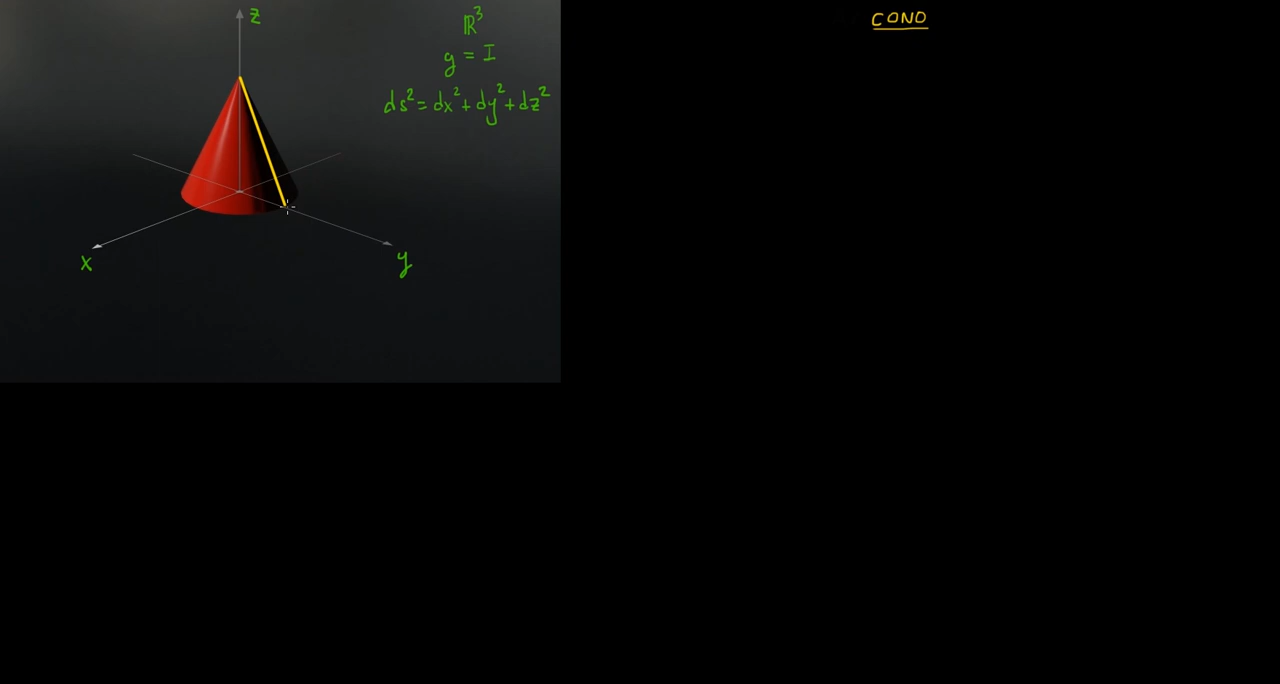 z
ℝ³
g = I
ds² = dx² + dy² + dz²
x
y
CONO